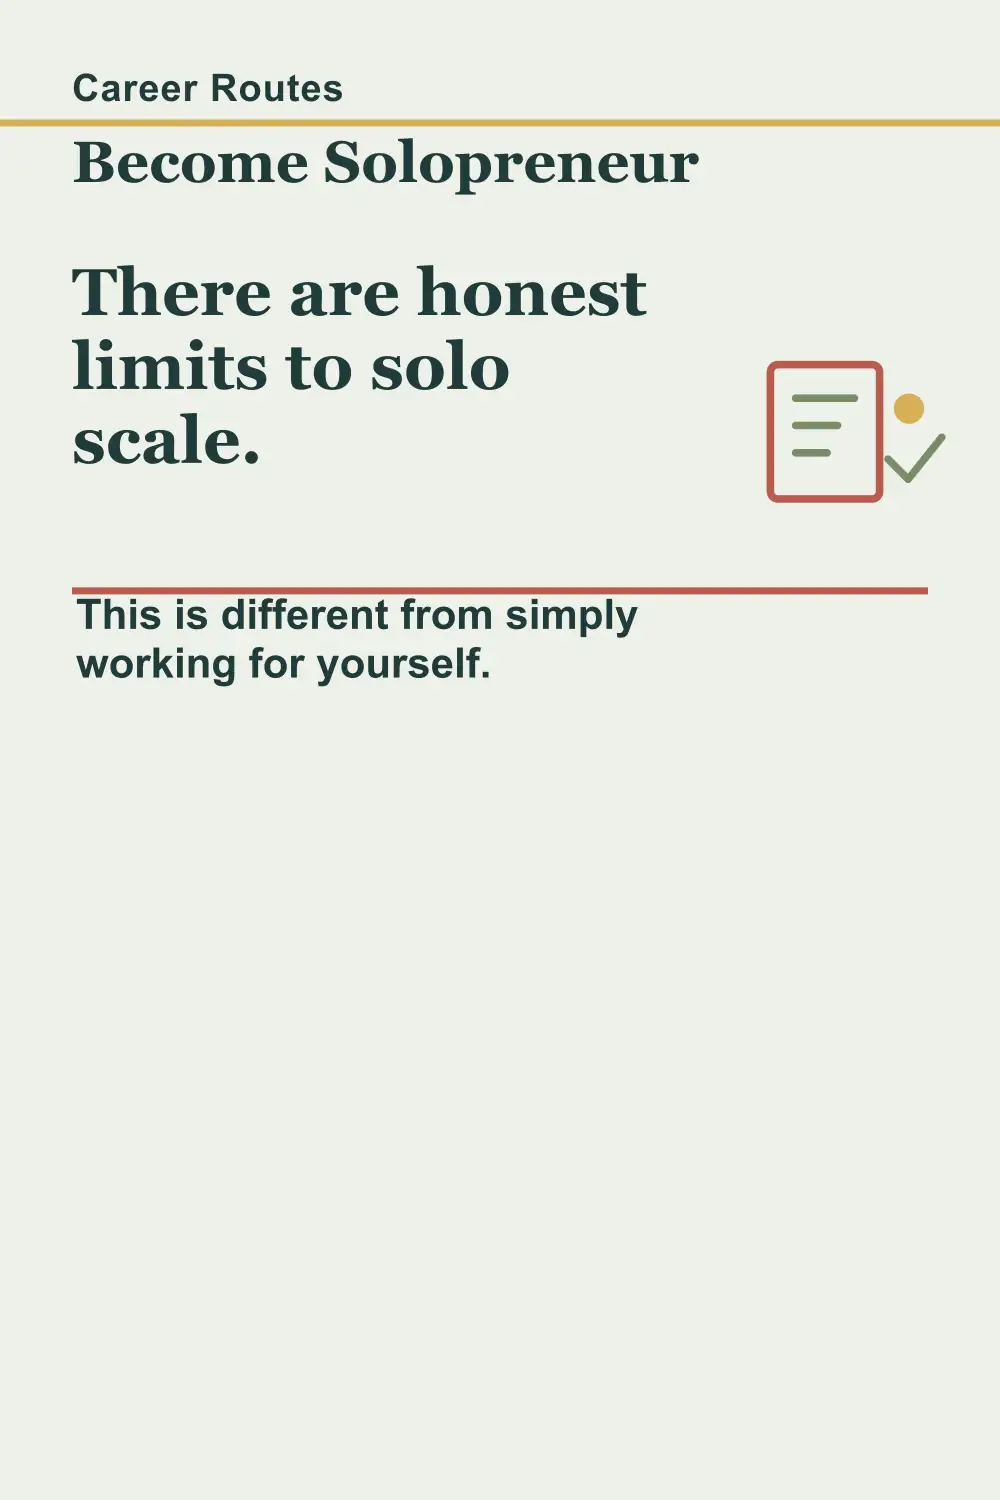 Career Routes
Become Solopreneur
There are honest
limits to solo
scale.
This is different from simply
working for yourself.